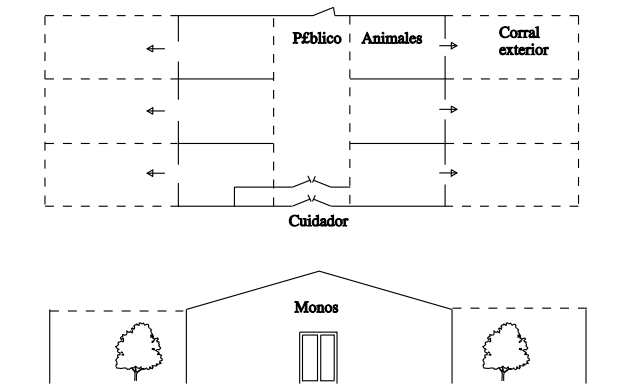 P£blico
Animales
Corral
exterior
Cuidador
Monos